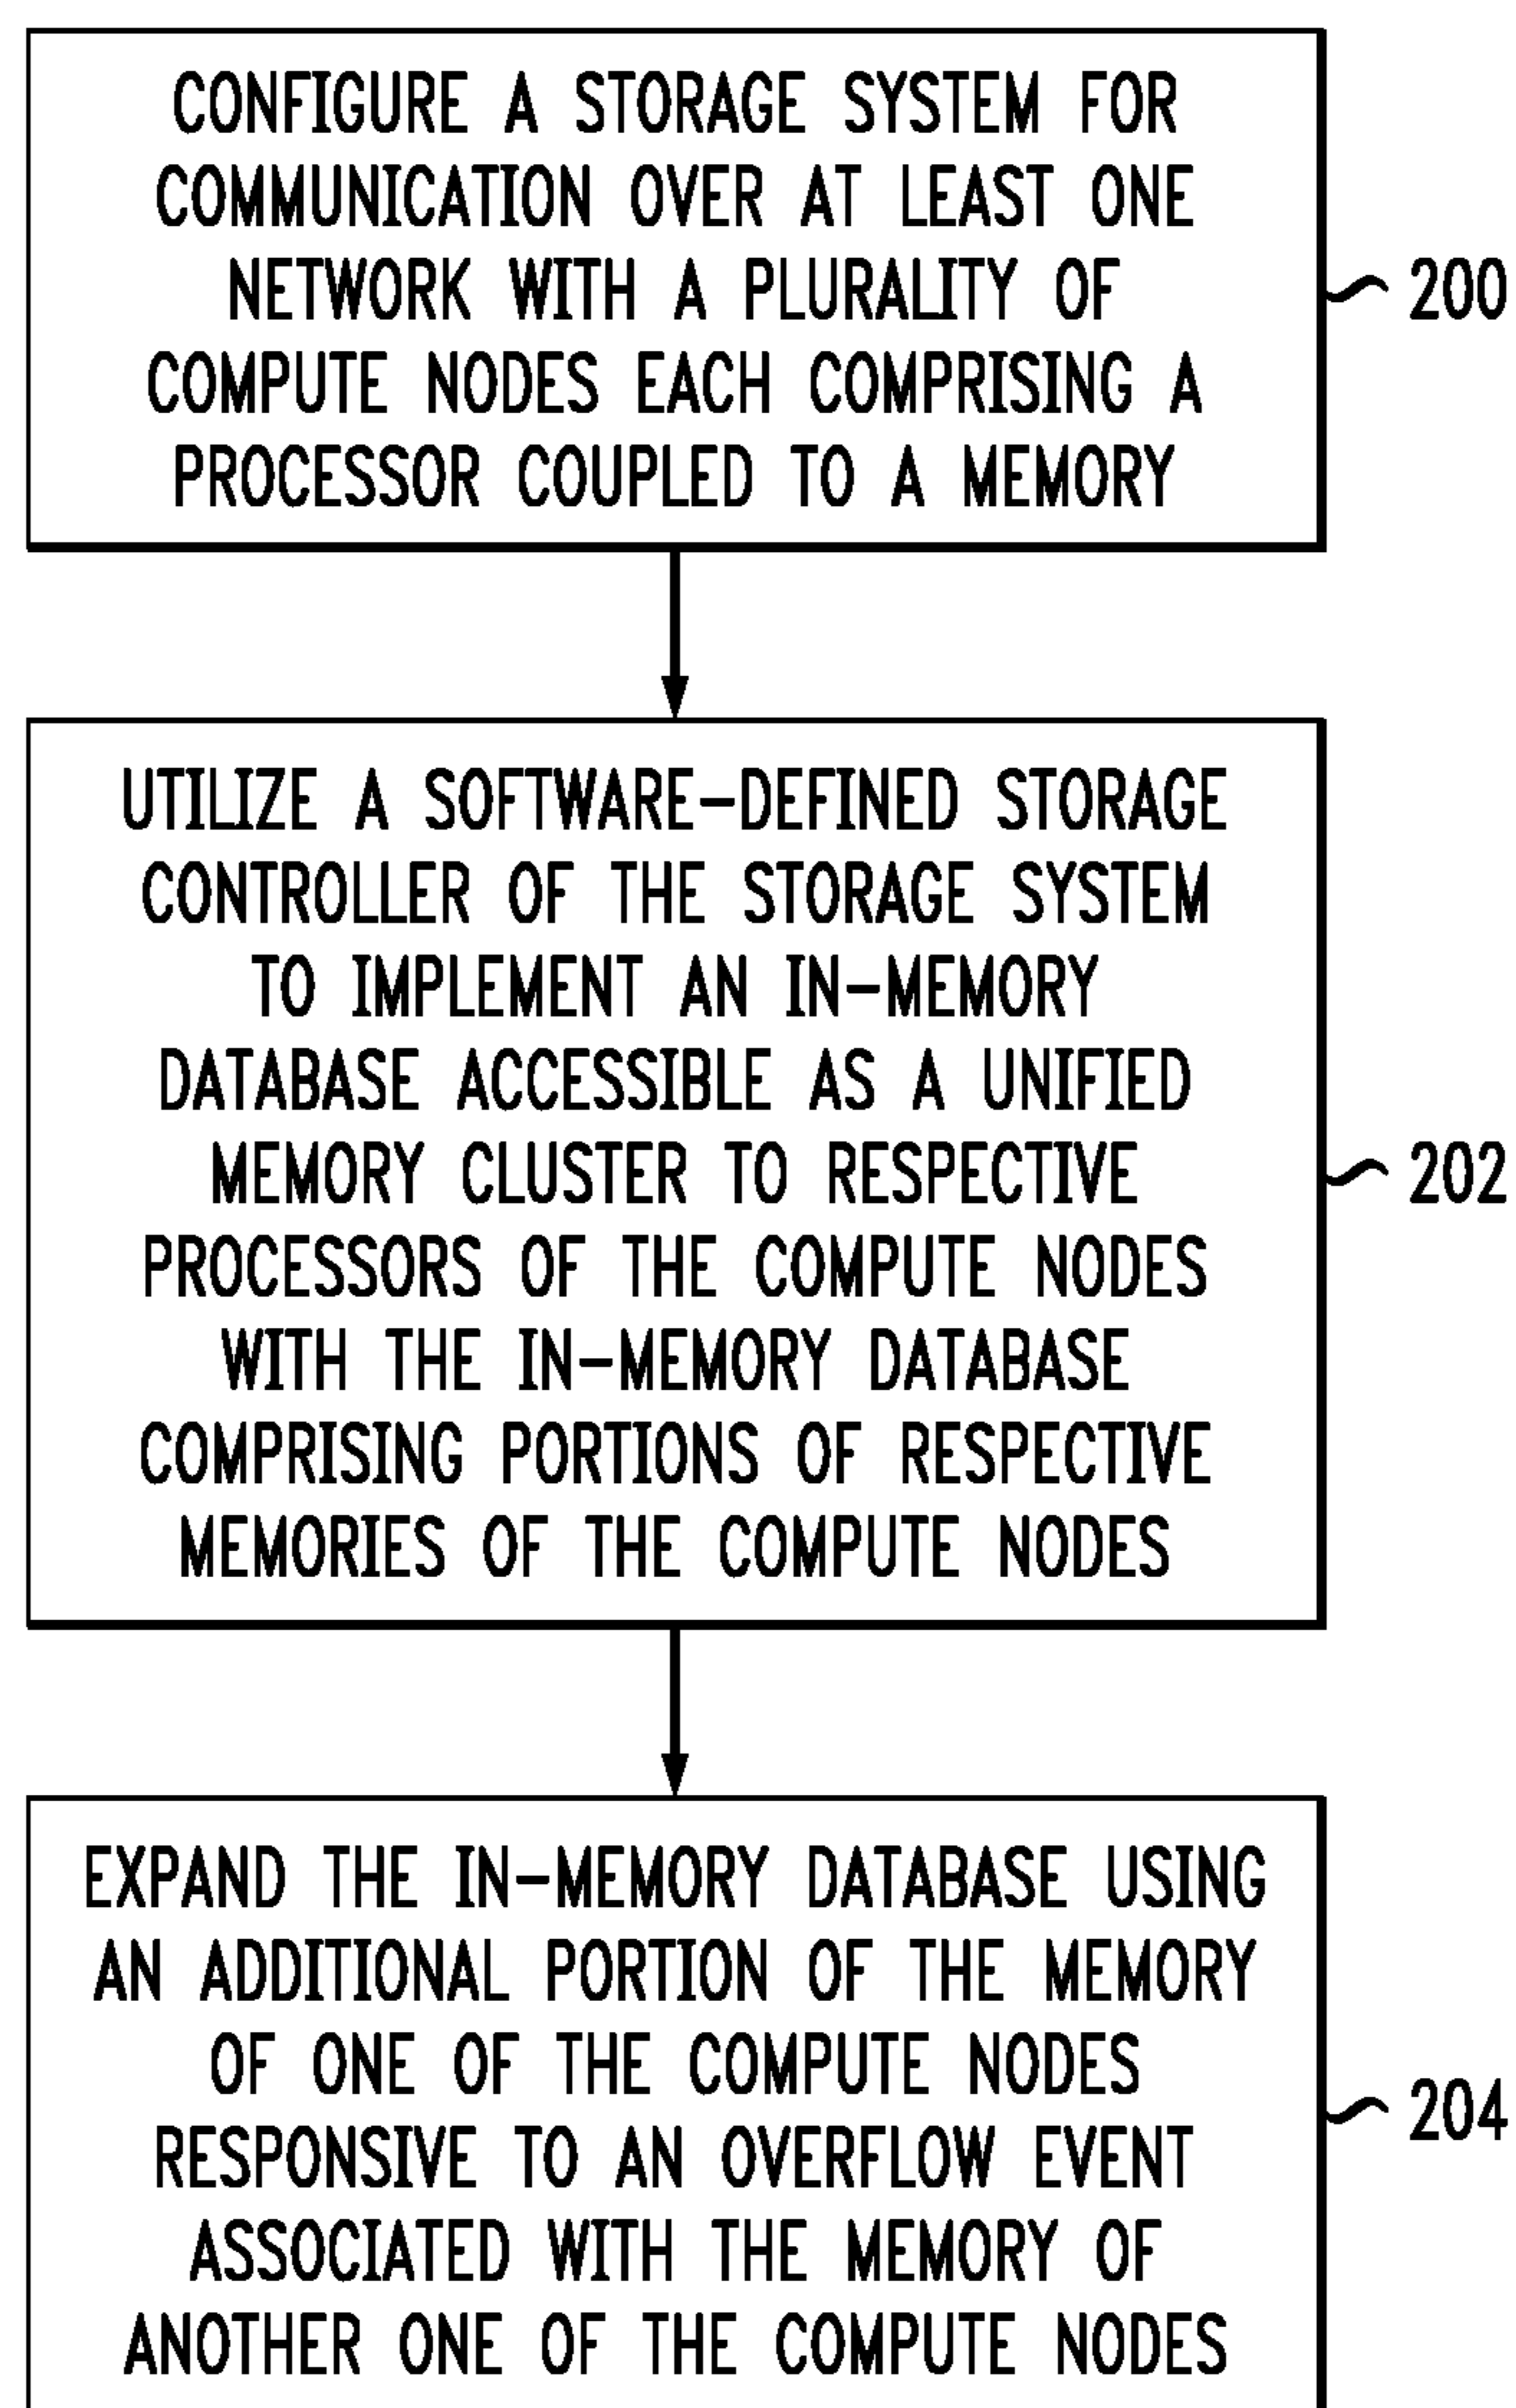 CONFIGURE A STORAGE SYSTEM FOR
COMMUNICATION OVER AT LEAST ONE
NETWORK WITH A PLURALITY OF
COMPUTE NODES EACH COMPRISING A
PROCESSOR COUPLED TO A MEMORY
200
UTILIZE A SOFTWARE-DEFINED STORAGE
CONTROLLER OF THE STORAGE SYSTEM
TO IMPLEMENT AN IN-MEMORY
DATABASE ACCESSIBLE AS A UNIFIED
MEMORY CLUSTER TO RESPECTIVE
PROCESSORS OF THE COMPUTE NODES
WITH THE IN-MEMORY DATABASE
COMPRISING PORTIONS OF RESPECTIVE
MEMORIES OF THE COMPUTE NODES
202
EXPAND THE IN-MEMORY DATABASE USING
AN ADDITIONAL PORTION OF THE MEMORY
OF ONE OF THE COMPUTE NODES
RESPONSIVE TO AN OVERFLOW EVENT
ASSOCIATED WITH THE MEMORY OF
ANOTHER ONE OF THE COMPUTE NODES
204